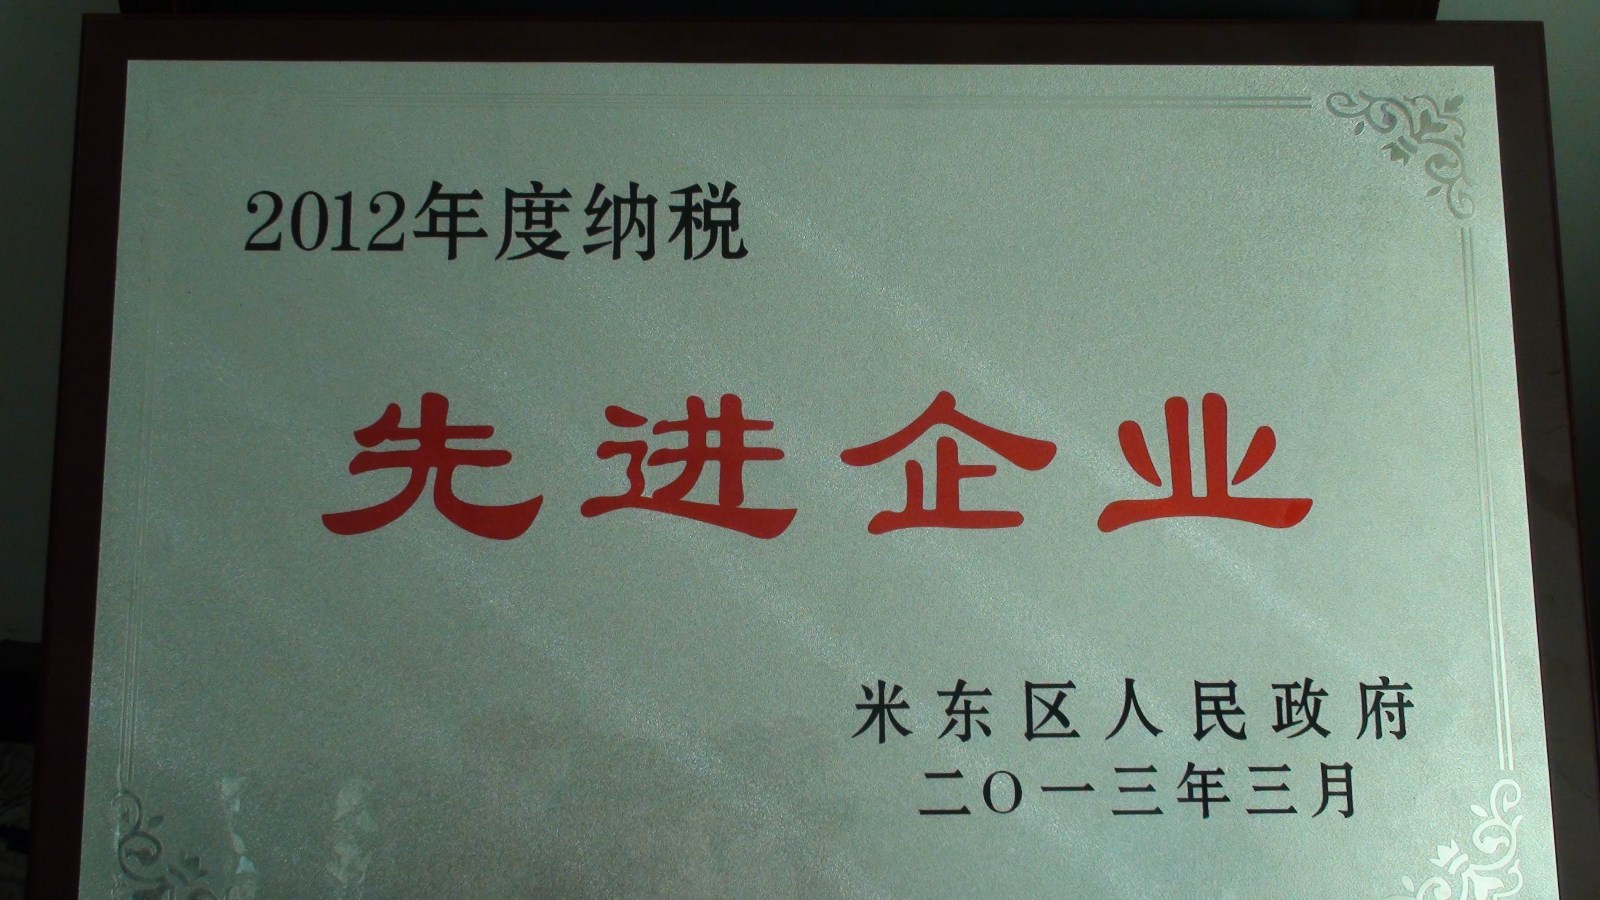 2012年度纳税
先进企业
米东区人民政府
二〇一三年三月